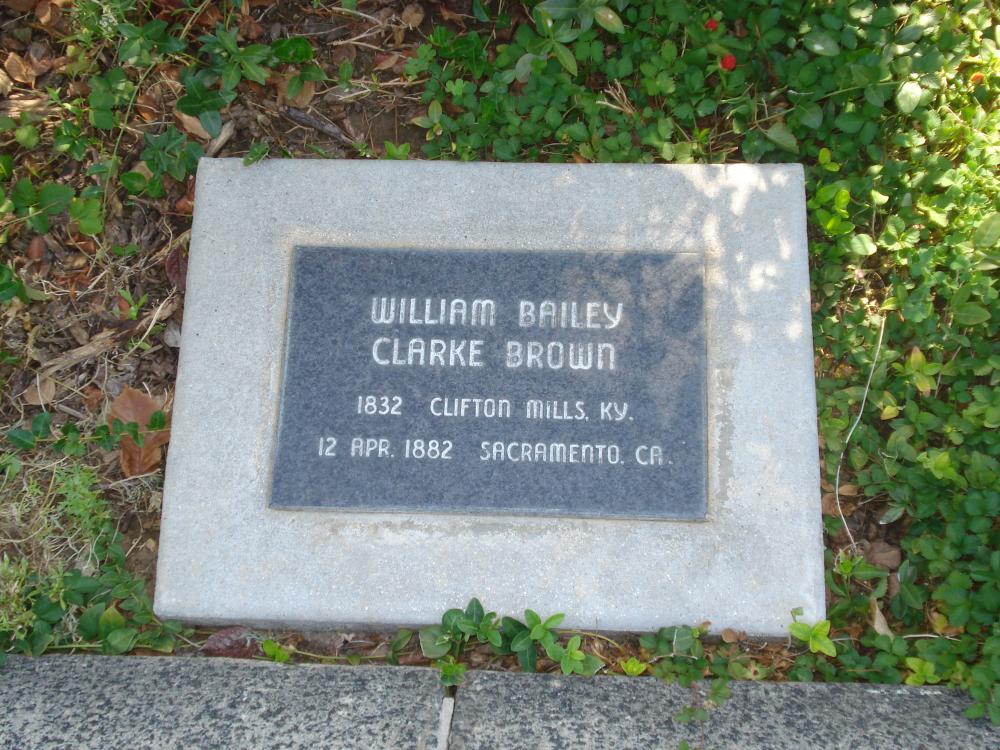 WILLIAM BAILEY
CLARKE BROWN
1832 CLIFTON MILLS, KY.
12 APR. 1882 SACRAMENTO, CA.